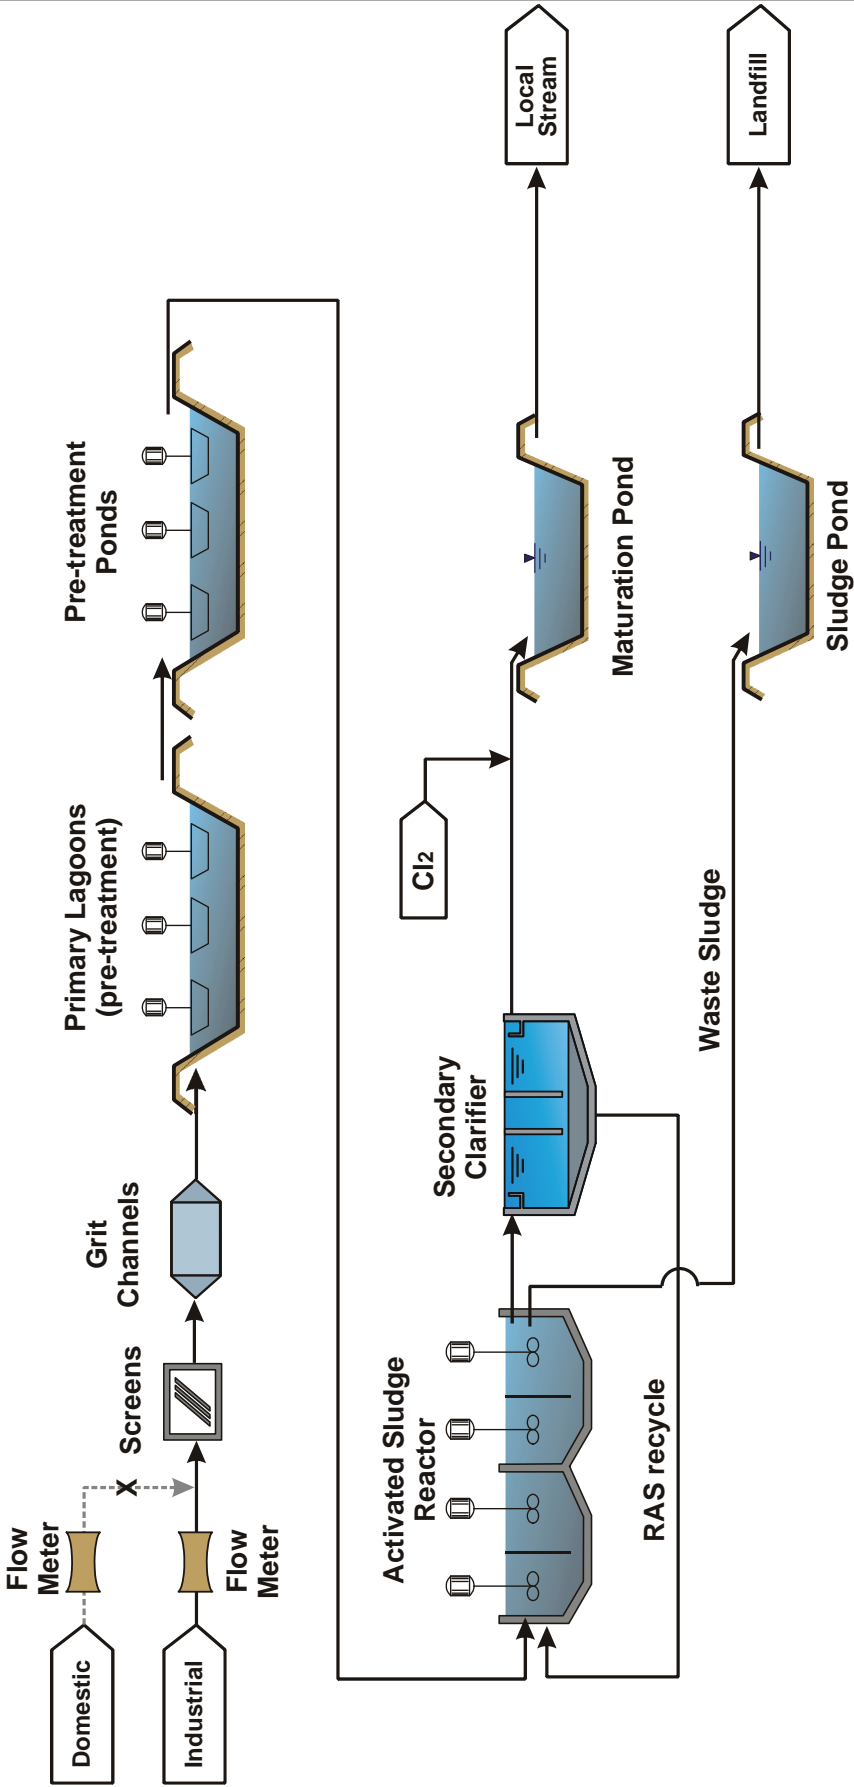 Domestic
Flow
Meter
Industrial
Flow
Meter
X
Screens
Grit
Channels
Primary Lagoons
(pre-treatment)
Pre-treatment
Ponds
Activated Sludge
Reactor
RAS recycle
Secondary
Clarifier
Cl2
Waste Sludge
Maturation Pond
Sludge Pond
Local
Stream
Landfill